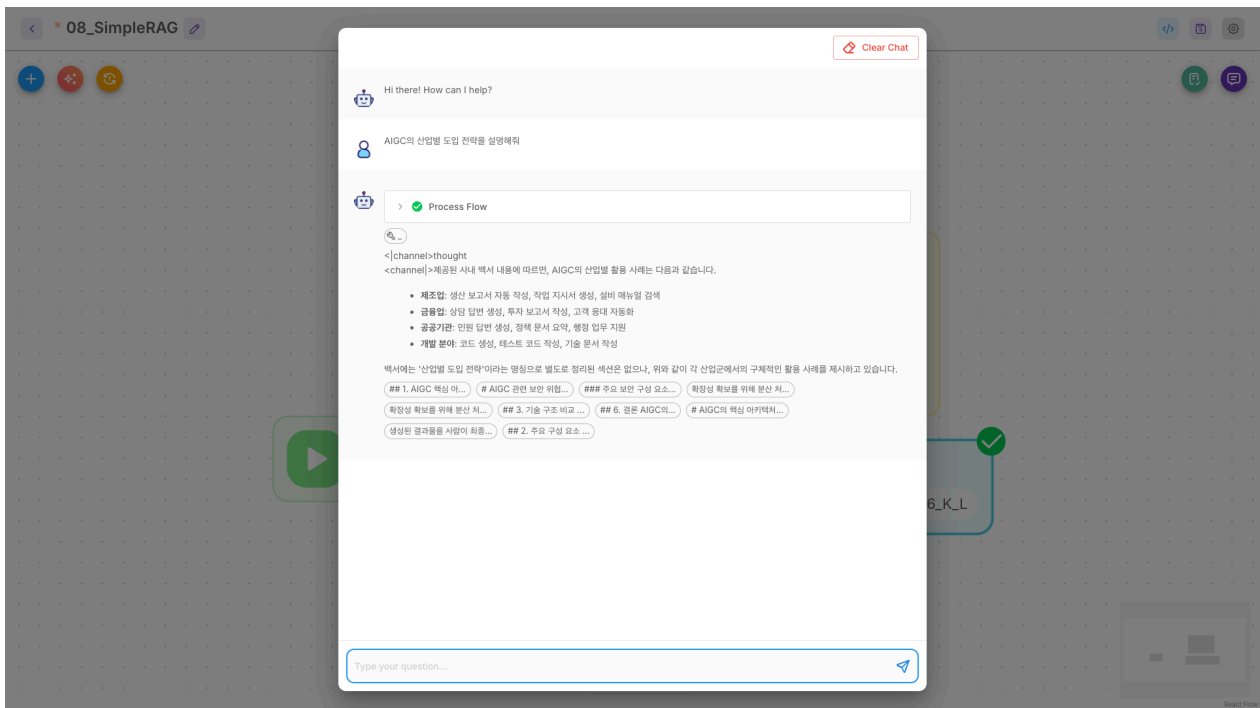 * 08_SimpleRAG
Clear Chat
Hi there! How can I help?
AIGC의 산업별 도입 전략을 설명해줘
Process Flow
<|channel>thought
<channel|>제공된 사내 백서 내용에 따르면, AIGC의 산업별 활용 사례는 다음과 같습니다.
• 제조업: 생산 보고서 자동 작성, 작업 지시서 생성, 설비 매뉴얼 검색
• 금융업: 상담 답변 생성, 투자 보고서 작성, 고객 응대 자동화
• 공공기관: 민원 답변 생성, 정책 문서 요약, 행정 업무 지원
• 개발 분야: 코드 생성, 테스트 코드 작성, 기술 문서 작성
백서에는 '산업별 도입 전략'이라는 명칭으로 별도로 정리된 섹션은 없으나, 위와 같이 각 산업군에서의 구체적인 활용 사례를 제시하고 있습니다.
## 1. AIGC 핵심 아... # AIGC 관련 보안 위협... ### 주요 보안 구성 요소... 확장성 확보를 위해 분산 처...
확장성 확보를 위해 분산 처... ## 3. 기술 구조 비교 ... ## 6. 결론 AIGC의... # AIGC의 핵심 아키텍처...
생성된 결과물을 사람이 최종... ## 2. 주요 구성 요소 ...
6_K_L
Type your question...
React Flow